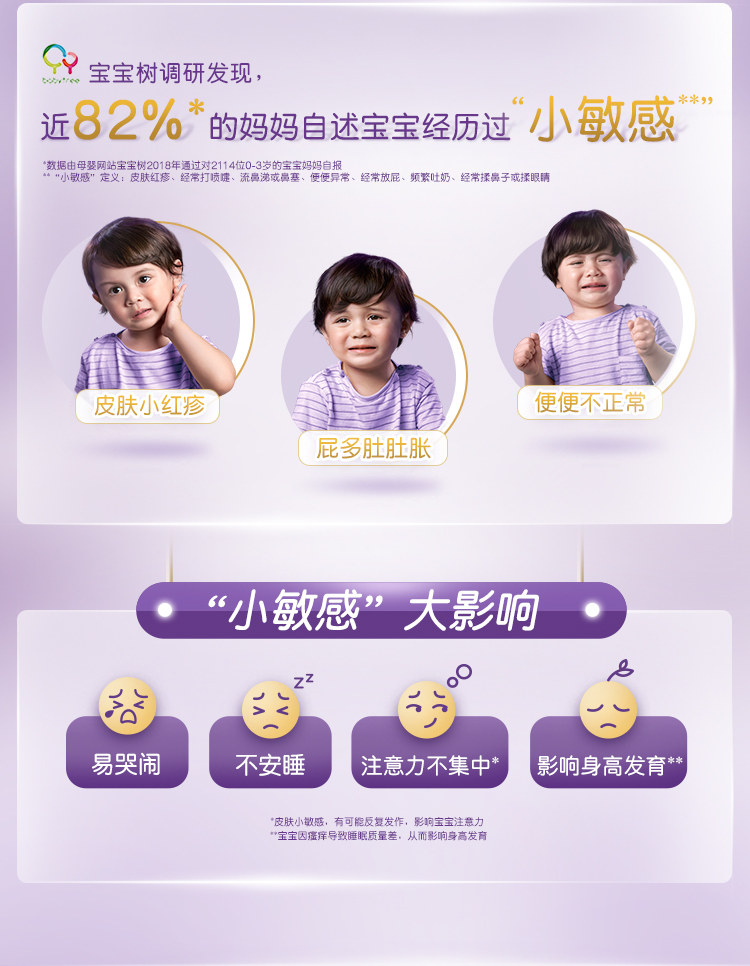 babytree
宝宝树调研发现，
近82%*的妈妈自述宝宝经历过“小敏感**”
*数据由母婴网站宝宝树2018年通过对2114位0-3岁的宝宝妈妈自报
**“小敏感”定义：皮肤红疹、经常打喷嚏、流鼻涕或鼻塞、便便异常、经常放屁、频繁吐奶、经常揉鼻子或揉眼睛
皮肤小红疹
屁多肚肚胀
便便不正常
“小敏感”大影响
zzz
易哭闹
不安睡
注意力不集中*
影响身高发育**
*皮肤小敏感，有可能反复发作，影响宝宝注意力
**宝宝因瘙痒导致睡眠质量差，从而影响身高发育